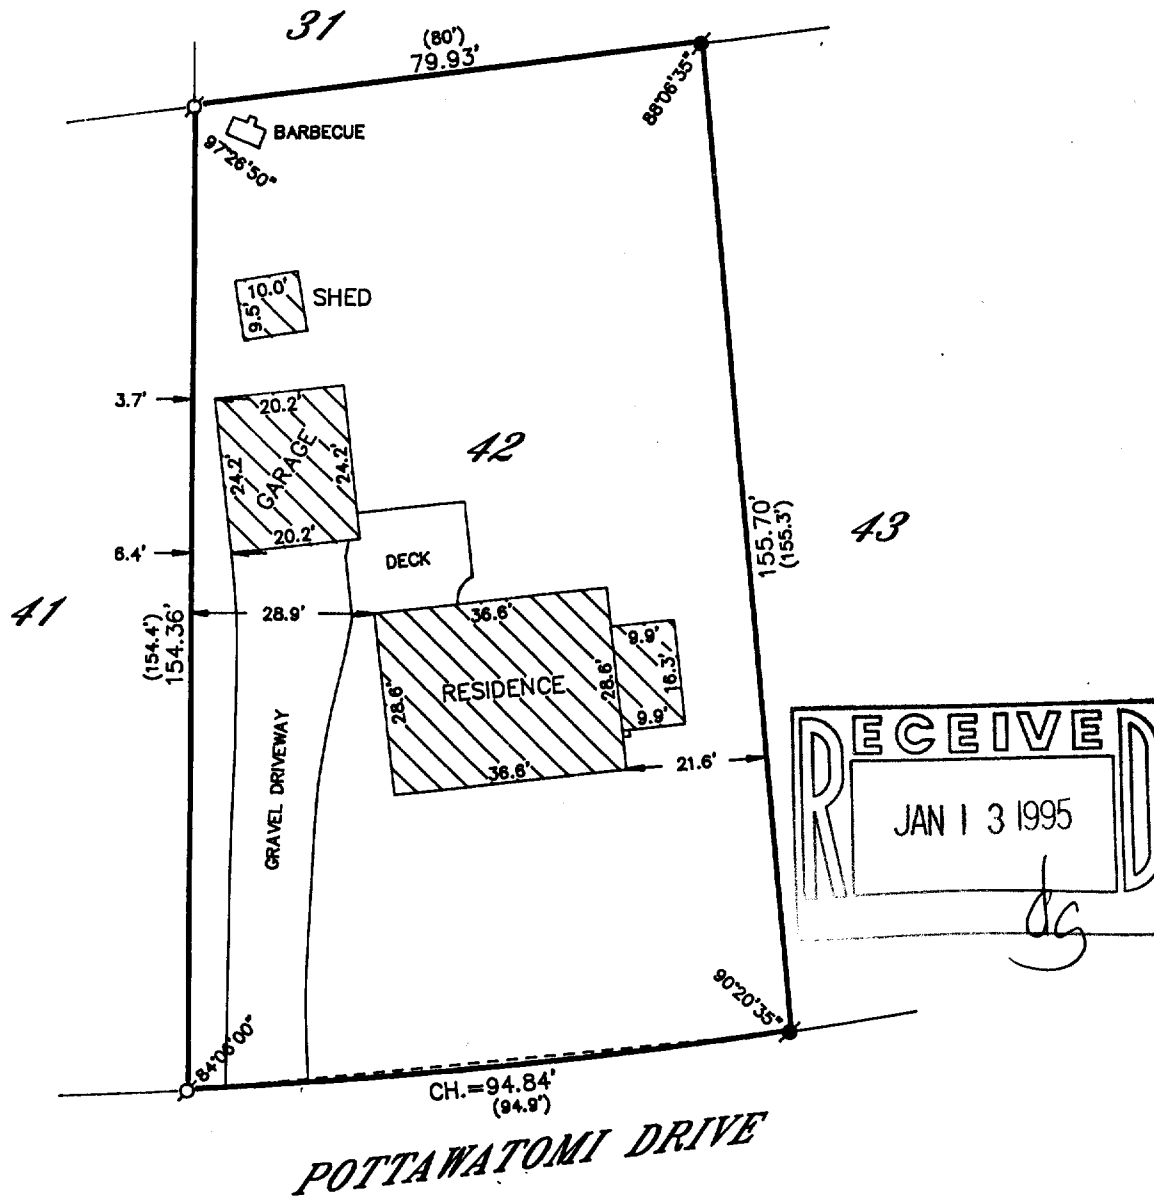 31
(80')
79.93'
88°06'35"
BARBECUE
97°26'50"
10.0'
9.5'
SHED
3.7'
20.2'
42
24.2'
GARAGE
24.2'
155.70'
(155.3')
43
20.2'
6.4'
DECK
41
28.9'
36.6'
(154.4')
154.36'
9.9'
28.6'
RESIDENCE
28.6'
16.3'
9.9'
RECEIVED
GRAVEL DRIVEWAY
36.6'
21.6'
JAN 13 1995
dg
90°20'35"
84°06'00"
CH.=94.84'
(94.9')
POTTAWATOMI DRIVE